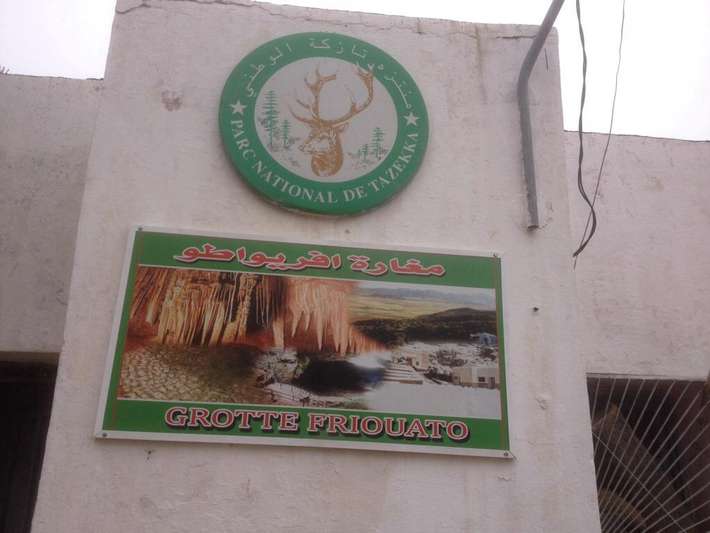 منتزه تازكة الوطني
PARC NATIONAL DE TAZEKKA
مغارة افريواطو
GROTTE FRIOUATO